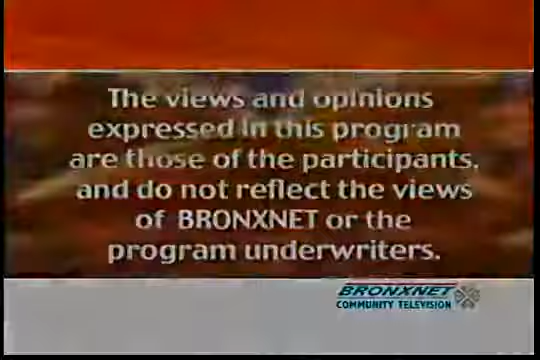 The views and opinions
expressed in this program
are those of the participants,
and do not reflect the views
of BRONXNET or the
program underwriters.
BRONXNET
COMMUNITY TELEVISION